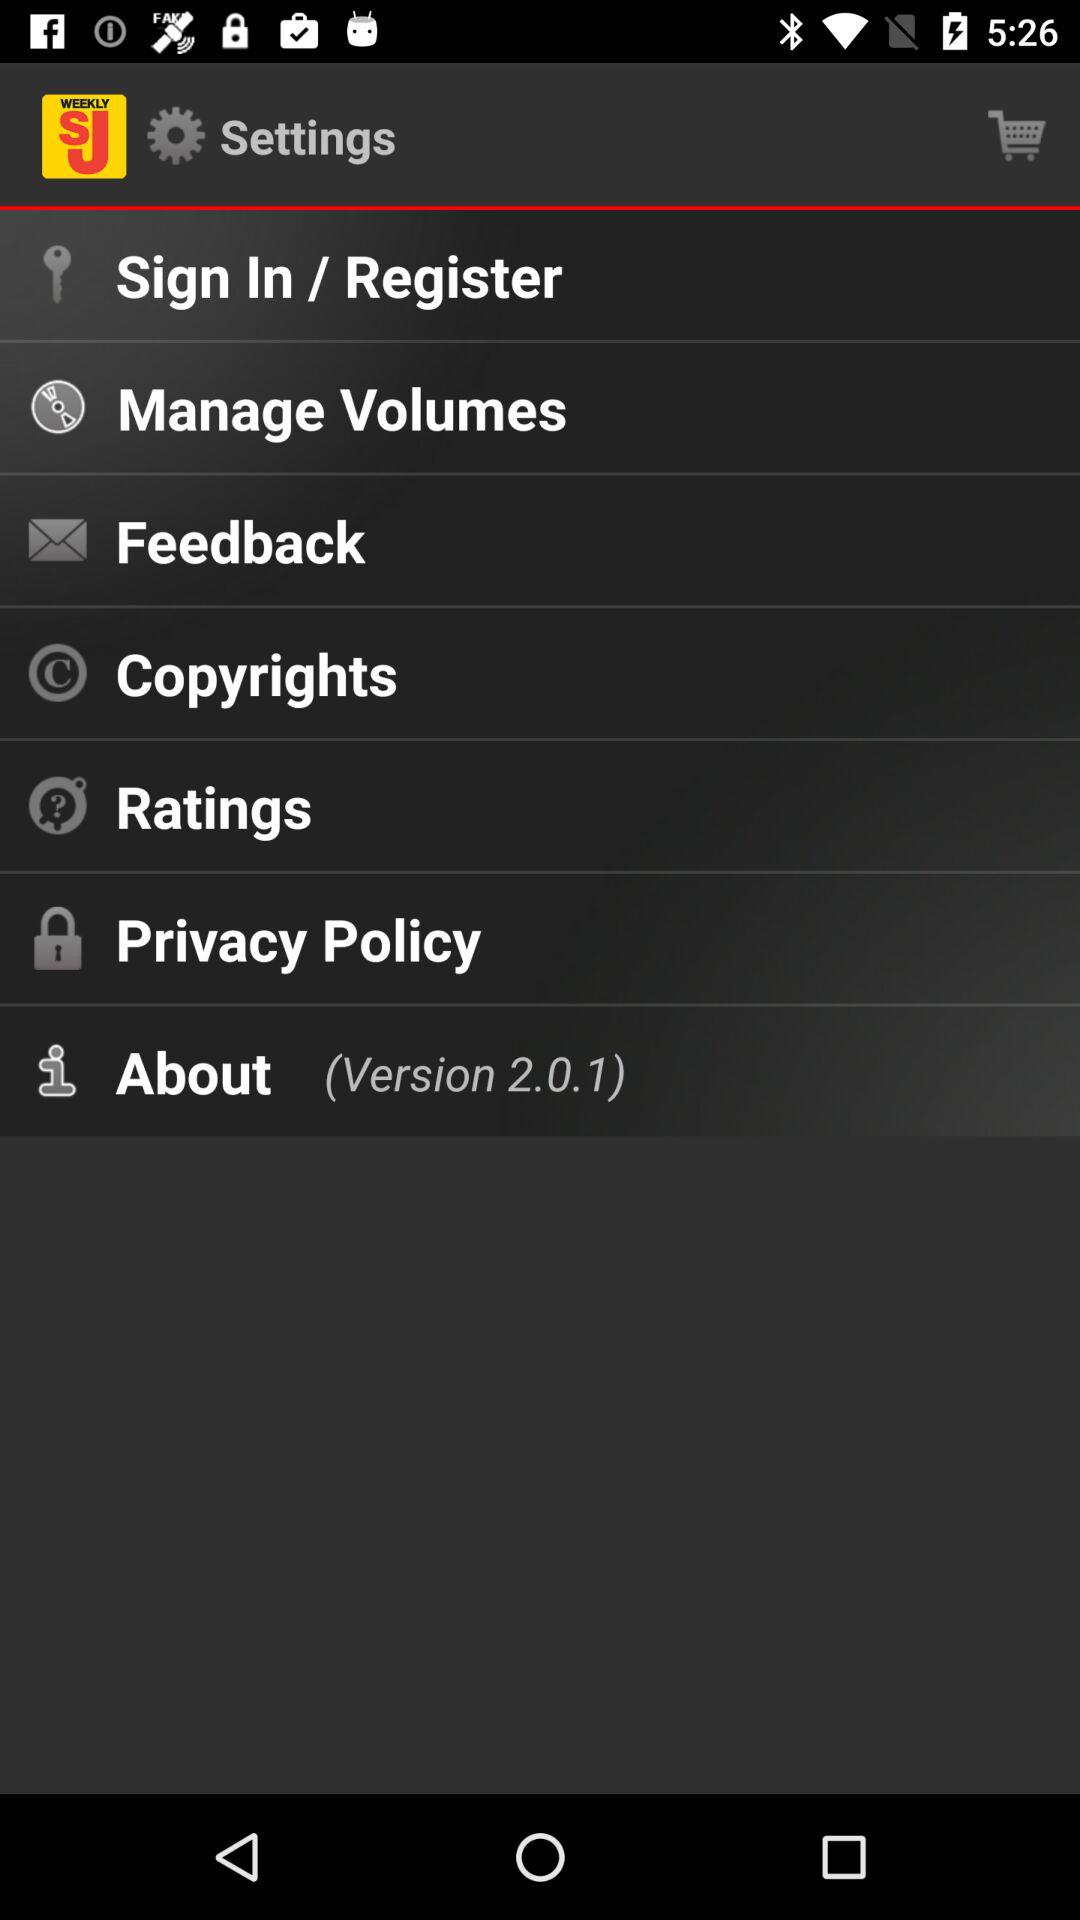 FAKE
5:26
WEEKLY
SJ
Settings
Sign In / Register
Manage Volumes
Feedback
Copyrights
Ratings
Privacy Policy
About (Version 2.0.1)